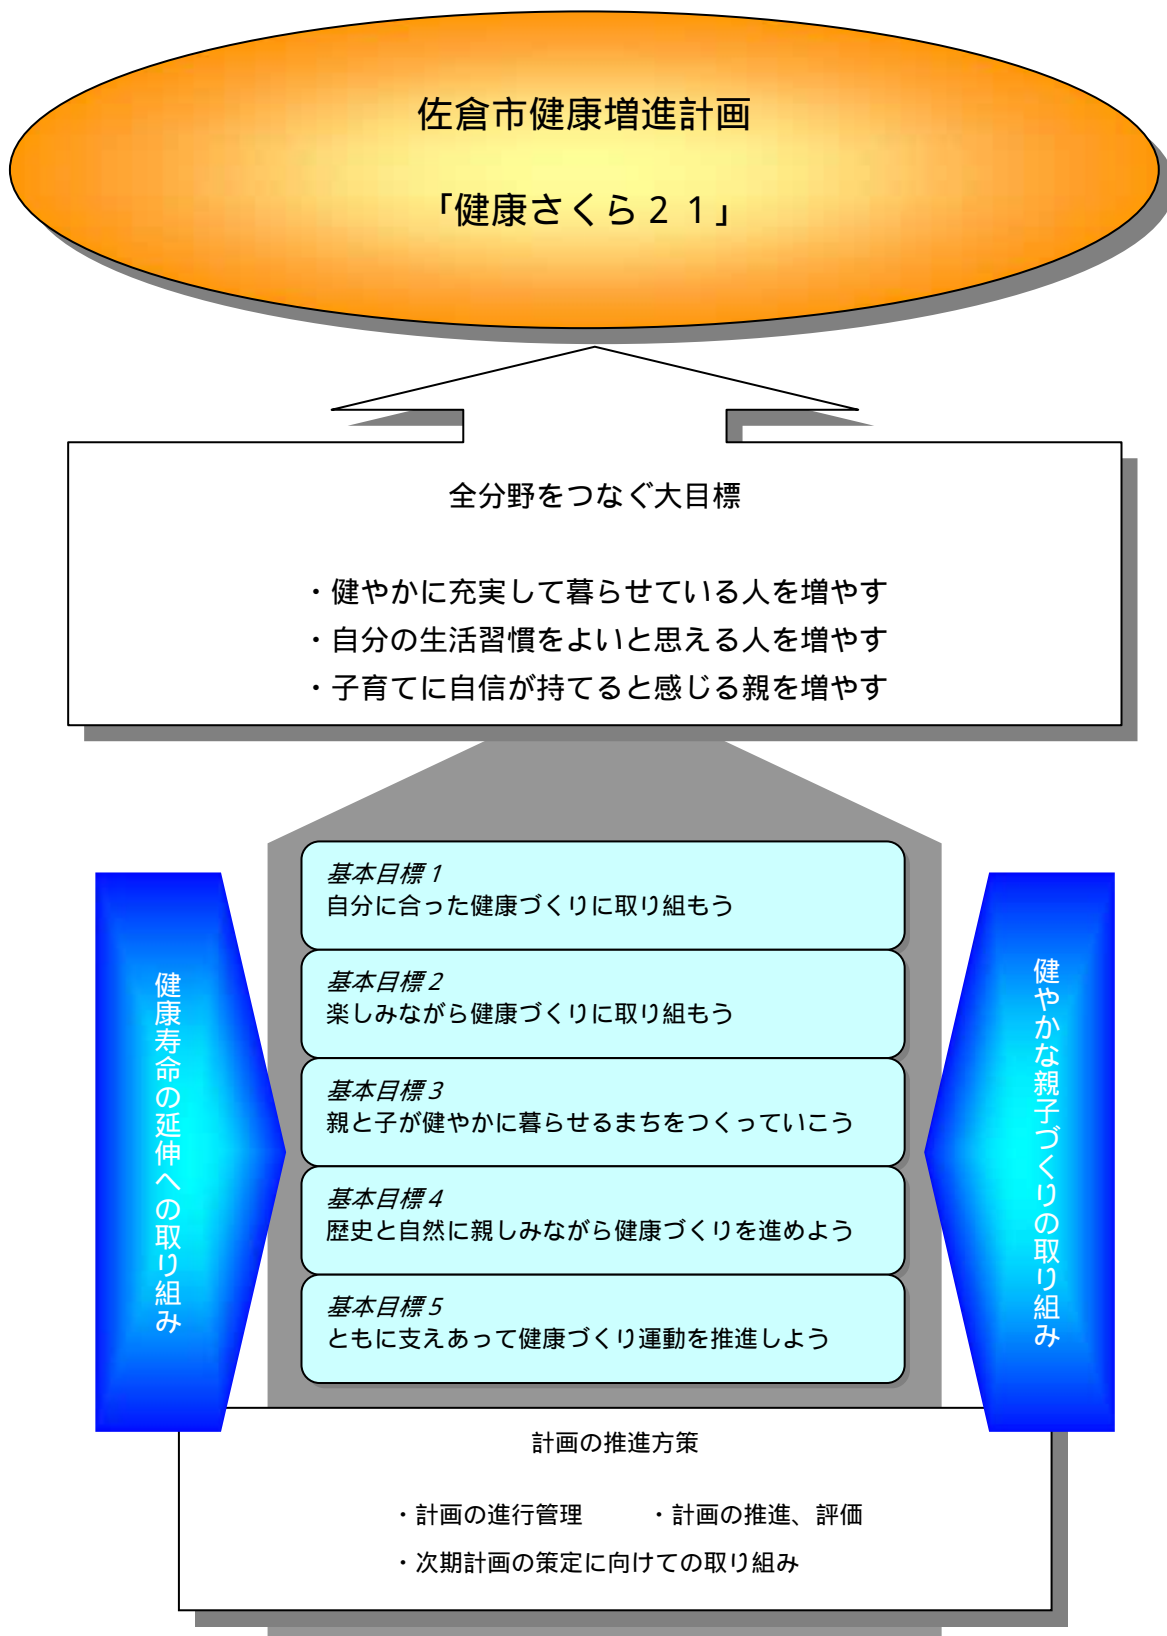 佐倉市健康増進計画
「健康さくら２１」
全分野をつなぐ大目標
・健やかに充実して暮らせている人を増やす
・自分の生活習慣をよいと思える人を増やす
・子育てに自信が持てると感じる親を増やす
基本目標１
自分に合った健康づくりに取り組もう
基本目標２
楽しみながら健康づくりに取り組もう
基本目標３
親と子が健やかに暮らせるまちをつくっていこう
基本目標４
歴史と自然に親しみながら健康づくりを進めよう
基本目標５
ともに支えあって健康づくり運動を推進しよう
健康寿命の延伸への取り組み
健やかな親子づくりの取り組み
計画の推進方策
・計画の進行管理　　・計画の推進、評価
・次期計画の策定に向けての取り組み